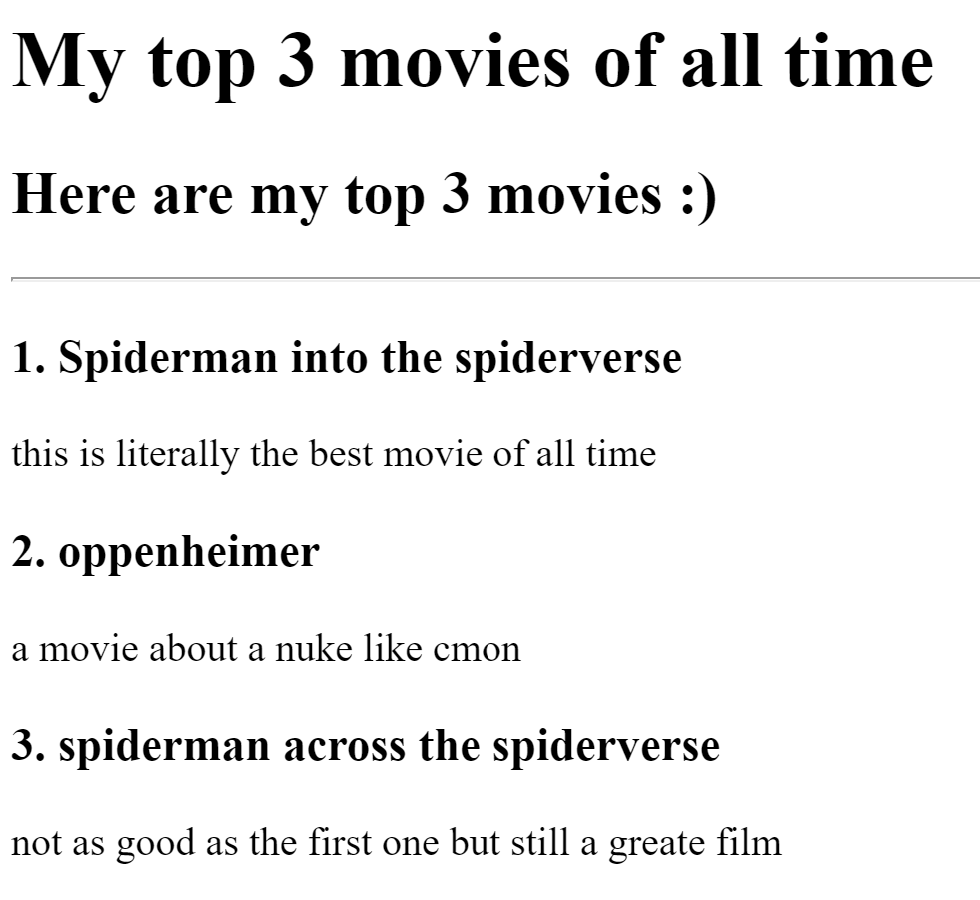 My top 3 movies of all time
Here are my top 3 movies :)
1. Spiderman into the spiderverse
this is literally the best movie of all time
2. oppenheimer
a movie about a nuke like cmon
3. spiderman across the spiderverse
not as good as the first one but still a greate film